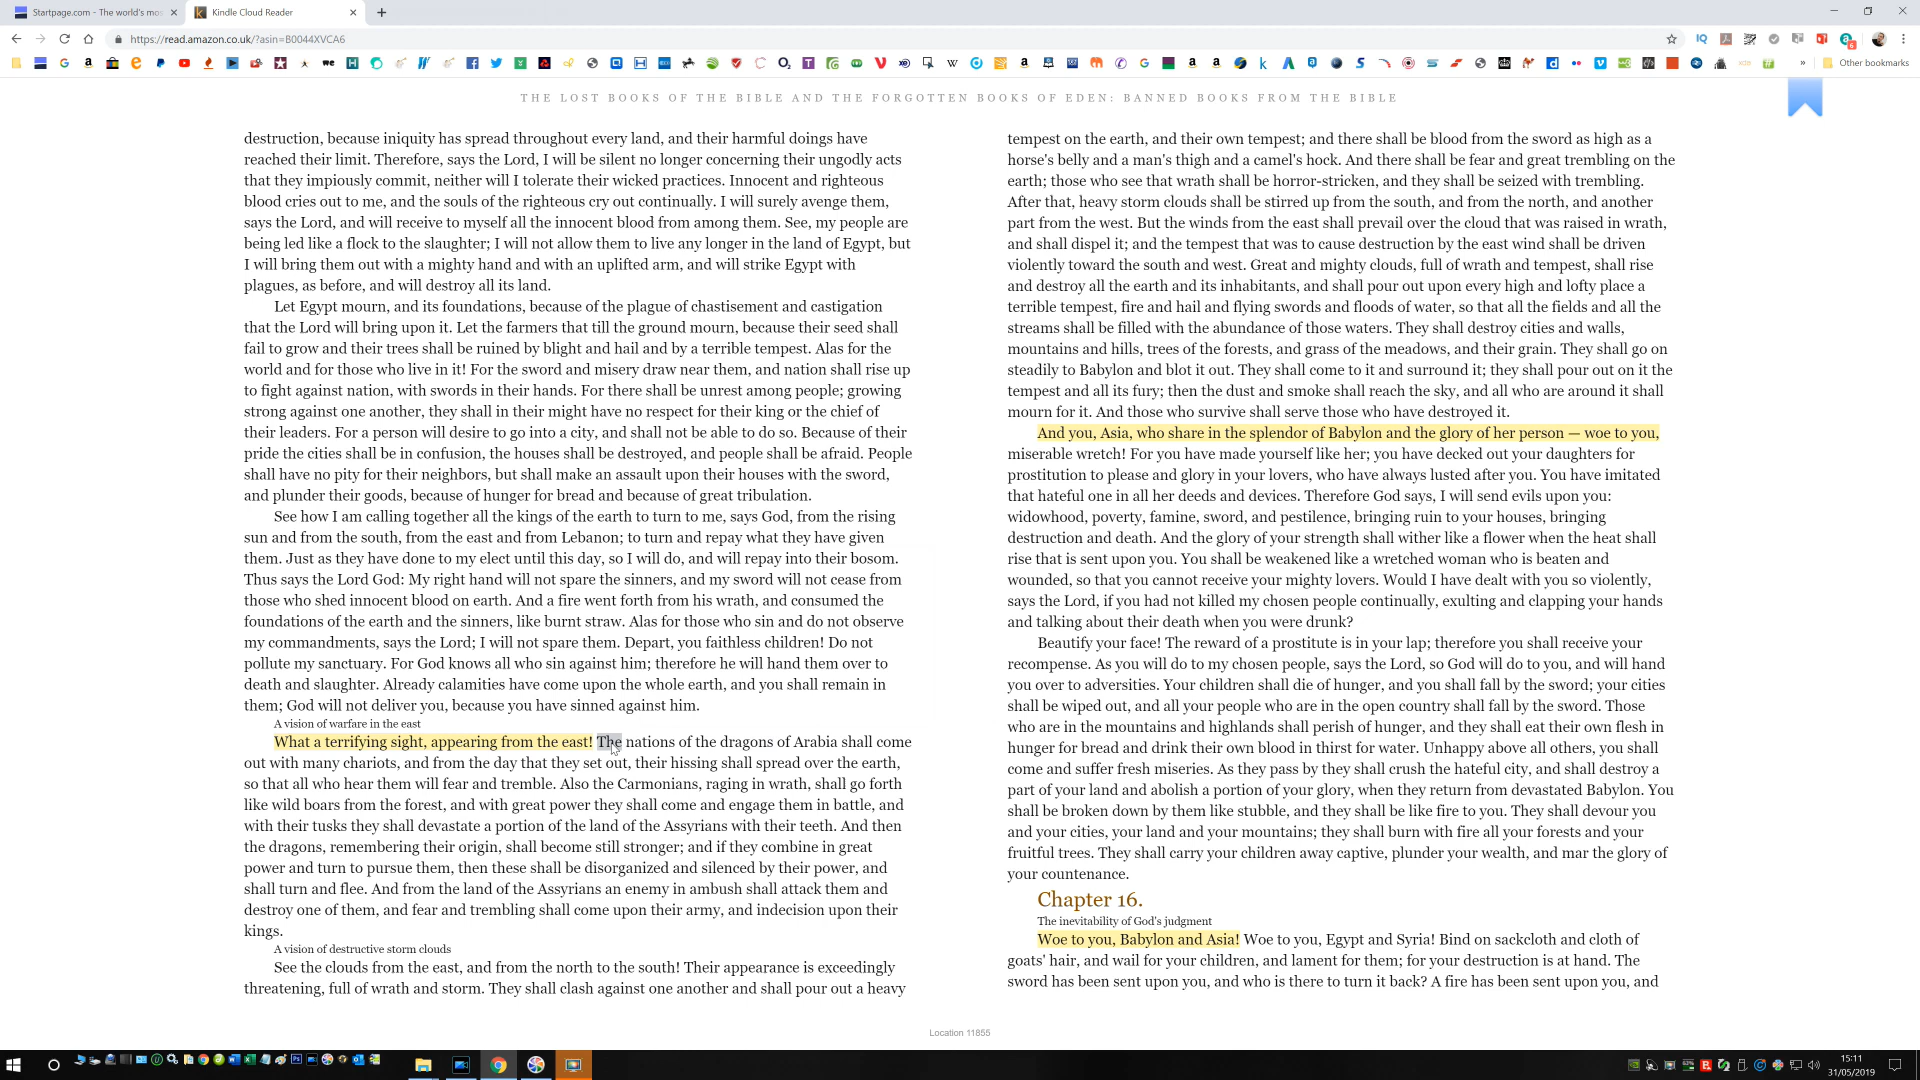 Startpage.com - The world's mos
Kindle Cloud Reader
https://read.amazon.co.uk/?asin=B0044XVCA6
Other bookmarks
THE LOST BOOKS OF THE BIBLE AND THE FORGOTTEN BOOKS OF EDEN: BANNED BOOKS FROM THE BIBLE
destruction, because iniquity has spread throughout every land, and their harmful doings have
reached their limit. Therefore, says the Lord, I will be silent no longer concerning their ungodly acts
that they impiously commit, neither will I tolerate their wicked practices. Innocent and righteous
blood cries out to me, and the souls of the righteous cry out continually. I will surely avenge them,
says the Lord, and will receive to myself all the innocent blood from among them. See, my people are
being led like a flock to the slaughter; I will not allow them to live any longer in the land of Egypt, but
I will bring them out with a mighty hand and with an uplifted arm, and will strike Egypt with
plagues, as before, and will destroy all its land.
Let Egypt mourn, and its foundations, because of the plague of chastisement and castigation
that the Lord will bring upon it. Let the farmers that till the ground mourn, because their seed shall
fail to grow and their trees shall be ruined by blight and hail and by a terrible tempest. Alas for the
world and for those who live in it! For the sword and misery draw near them, and nation shall rise up
to fight against nation, with swords in their hands. For there shall be unrest among people; growing
strong against one another, they shall in their might have no respect for their king or the chief of
their leaders. For a person will desire to go into a city, and shall not be able to do so. Because of their
pride the cities shall be in confusion, the houses shall be destroyed, and people shall be afraid. People
shall have no pity for their neighbors, but shall make an assault upon their houses with the sword,
and plunder their goods, because of hunger for bread and because of great tribulation.
See how I am calling together all the kings of the earth to turn to me, says God, from the rising
sun and from the south, from the east and from Lebanon; to turn and repay what they have given
them. Just as they have done to my elect until this day, so I will do, and will repay into their bosom.
Thus says the Lord God: My right hand will not spare the sinners, and my sword will not cease from
those who shed innocent blood on earth. And a fire went forth from his wrath, and consumed the
foundations of the earth and the sinners, like burnt straw. Alas for those who sin and do not observe
my commandments, says the Lord; I will not spare them. Depart, you faithless children! Do not
pollute my sanctuary. For God knows all who sin against him; therefore he will hand them over to
death and slaughter. Already calamities have come upon the whole earth, and you shall remain in
them; God will not deliver you, because you have sinned against him.
A vision of warfare in the east
What a terrifying sight, appearing from the east! The nations of the dragons of Arabia shall come
out with many chariots, and from the day that they set out, their hissing shall spread over the earth,
so that all who hear them will fear and tremble. Also the Carmonians, raging in wrath, shall go forth
like wild boars from the forest, and with great power they shall come and engage them in battle, and
with their tusks they shall devastate a portion of the land of the Assyrians with their teeth. And then
the dragons, remembering their origin, shall become still stronger; and if they combine in great
power and turn to pursue them, then these shall be disorganized and silenced by their power, and
shall turn and flee. And from the land of the Assyrians an enemy in ambush shall attack them and
destroy one of them, and fear and trembling shall come upon their army, and indecision upon their
kings.
A vision of destructive storm clouds
See the clouds from the east, and from the north to the south! Their appearance is exceedingly
threatening, full of wrath and storm. They shall clash against one another and shall pour out a heavy
tempest on the earth, and their own tempest; and there shall be blood from the sword as high as a
horse's belly and a man's thigh and a camel's hock. And there shall be fear and great trembling on the
earth; those who see that wrath shall be horror-stricken, and they shall be seized with trembling.
After that, heavy storm clouds shall be stirred up from the south, and from the north, and another
part from the west. But the winds from the east shall prevail over the cloud that was raised in wrath,
and shall dispel it; and the tempest that was to cause destruction by the east wind shall be driven
violently toward the south and west. Great and mighty clouds, full of wrath and tempest, shall rise
and destroy all the earth and its inhabitants, and shall pour out upon every high and lofty place a
terrible tempest, fire and hail and flying swords and floods of water, so that all the fields and all the
streams shall be filled with the abundance of those waters. They shall destroy cities and walls,
mountains and hills, trees of the forests, and grass of the meadows, and their grain. They shall go on
steadily to Babylon and blot it out. They shall come to it and surround it; they shall pour out on it the
tempest and all its fury; then the dust and smoke shall reach the sky, and all who are around it shall
mourn for it. And those who survive shall serve those who have destroyed it.
And you, Asia, who share in the splendor of Babylon and the glory of her person — woe to you,
miserable wretch! For you have made yourself like her; you have decked out your daughters for
prostitution to please and glory in your lovers, who have always lusted after you. You have imitated
that hateful one in all her deeds and devices. Therefore God says, I will send evils upon you:
widowhood, poverty, famine, sword, and pestilence, bringing ruin to your houses, bringing
destruction and death. And the glory of your strength shall wither like a flower when the heat shall
rise that is sent upon you. You shall be weakened like a wretched woman who is beaten and
wounded, so that you cannot receive your mighty lovers. Would I have dealt with you so violently,
says the Lord, if you had not killed my chosen people continually, exulting and clapping your hands
and talking about their death when you were drunk?
Beautify your face! The reward of a prostitute is in your lap; therefore you shall receive your
recompense. As you will do to my chosen people, says the Lord, so God will do to you, and will hand
you over to adversities. Your children shall die of hunger, and you shall fall by the sword; your cities
shall be wiped out, and all your people who are in the open country shall fall by the sword. Those
who are in the mountains and highlands shall perish of hunger, and they shall eat their own flesh in
hunger for bread and drink their own blood in thirst for water. Unhappy above all others, you shall
come and suffer fresh miseries. As they pass by they shall crush the hateful city, and shall destroy a
part of your land and abolish a portion of your glory, when they return from devastated Babylon. You
shall be broken down by them like stubble, and they shall be like fire to you. They shall devour you
and your cities, your land and your mountains; they shall burn with fire all your forests and your
fruitful trees. They shall carry your children away captive, plunder your wealth, and mar the glory of
your countenance.
Chapter 16.
The inevitability of God's judgment
Woe to you, Babylon and Asia! Woe to you, Egypt and Syria! Bind on sackcloth and cloth of
goats' hair, and wail for your children, and lament for them; for your destruction is at hand. The
sword has been sent upon you, and who is there to turn it back? A fire has been sent upon you, and
Location 11855
15:11
31/05/2019